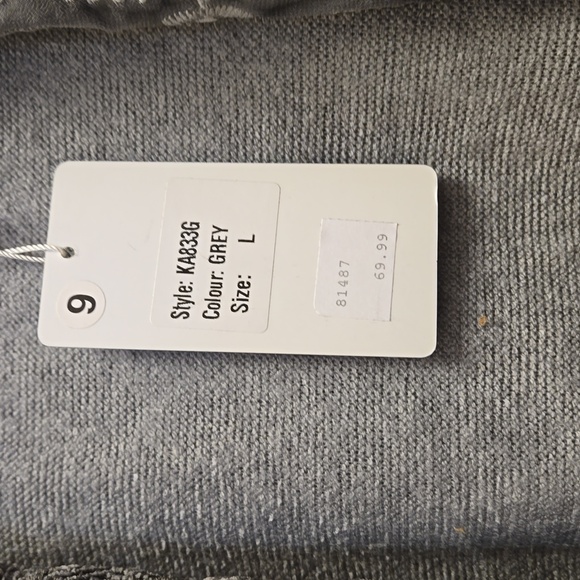 9
Style: KA833G
Colour: GREY
Size: L
81487
69.99